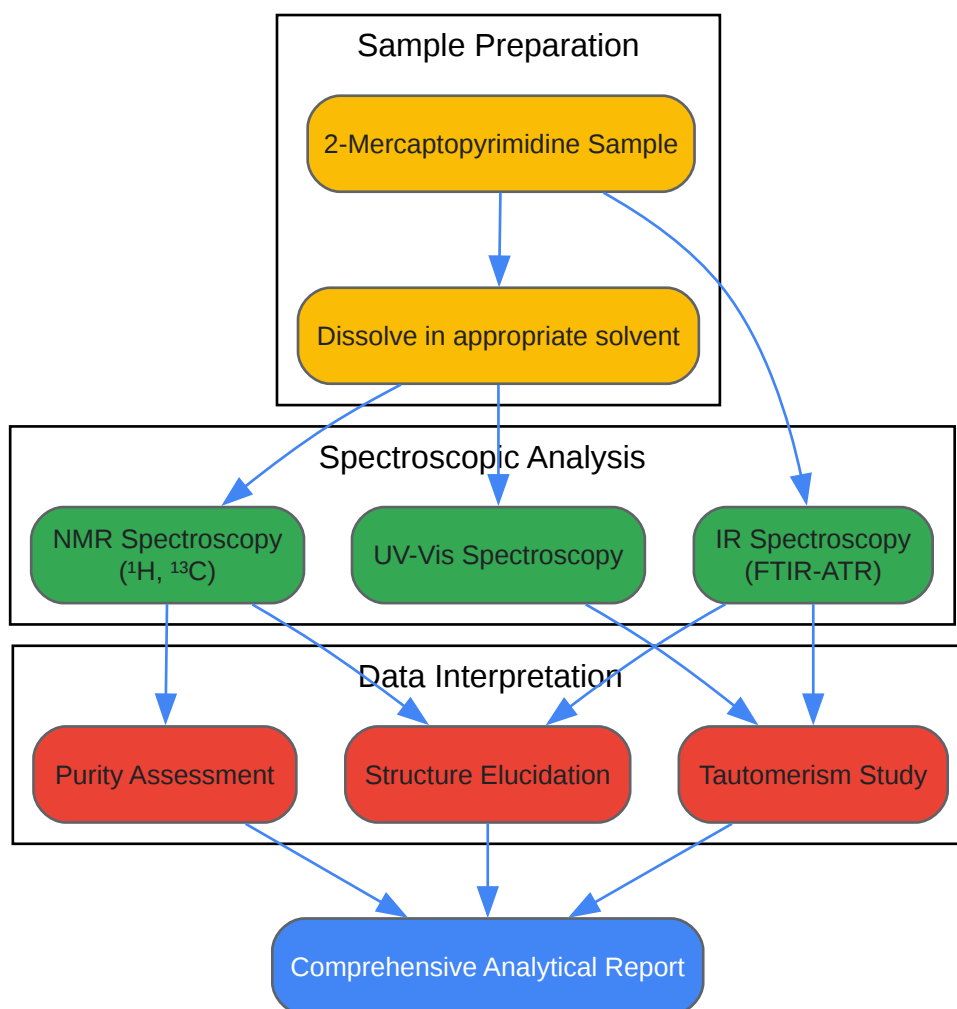 Sample Preparation
2-Mercaptopyrimidine Sample
Dissolve in appropriate solvent
Spectroscopic Analysis
NMR Spectroscopy
(¹H, ¹³C)
UV-Vis Spectroscopy
IR Spectroscopy
(FTIR-ATR)
Data Interpretation
Purity Assessment
Structure Elucidation
Tautomerism Study
Comprehensive Analytical Report